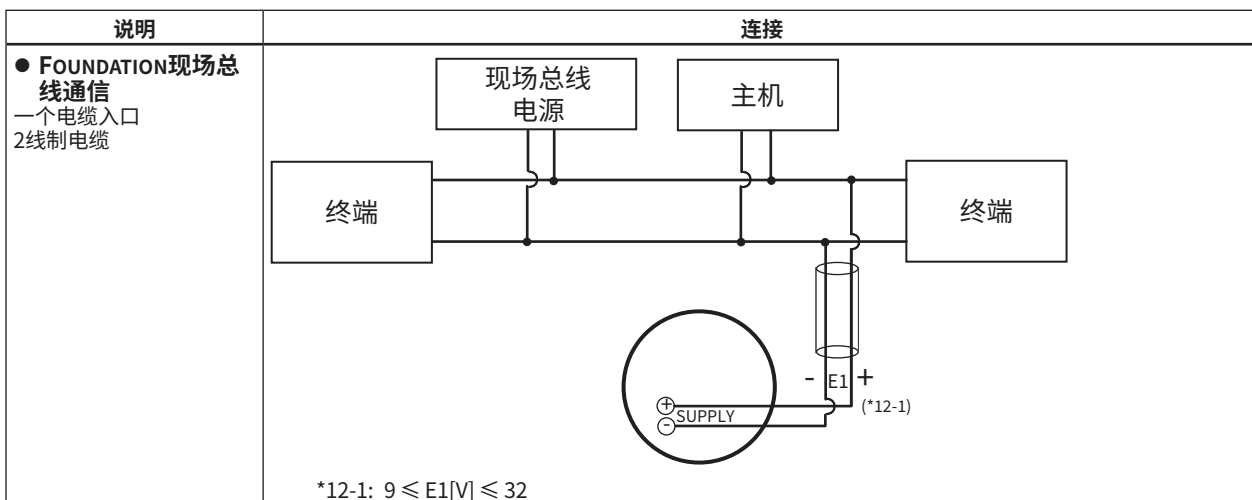 说明
连接
● FOUNDATION现场总
线通信
一个电缆入口
2线制电缆
现场总线
电源
主机
终端
终端
- E1 +
(*12-1)
+
SUPPLY
-
*12-1: 9 ≤ E1[V] ≤ 32